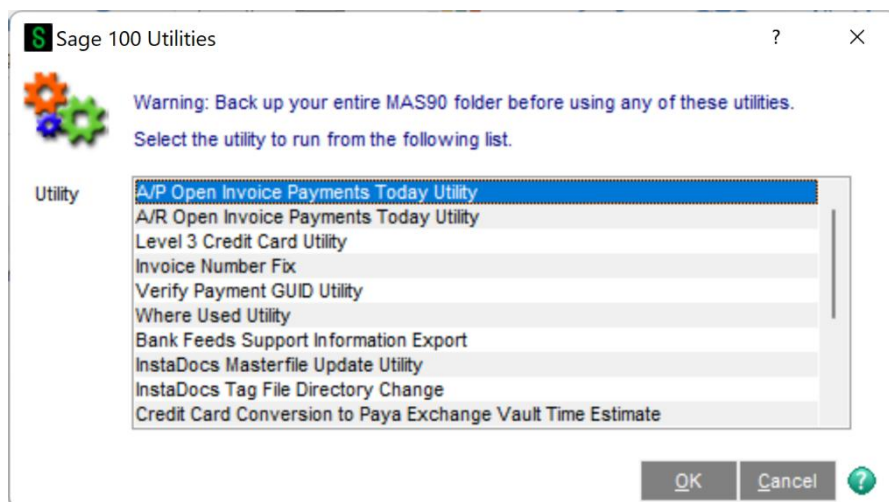 S Sage 100 Utilities ? ×
Warning: Back up your entire MAS90 folder before using any of these utilities.
Select the utility to run from the following list.
Utility
A/P Open Invoice Payments Today Utility
A/R Open Invoice Payments Today Utility
Level 3 Credit Card Utility
Invoice Number Fix
Verify Payment GUID Utility
Where Used Utility
Bank Feeds Support Information Export
InstaDocs Masterfile Update Utility
InstaDocs Tag File Directory Change
Credit Card Conversion to Paya Exchange Vault Time Estimate
OK Cancel ?